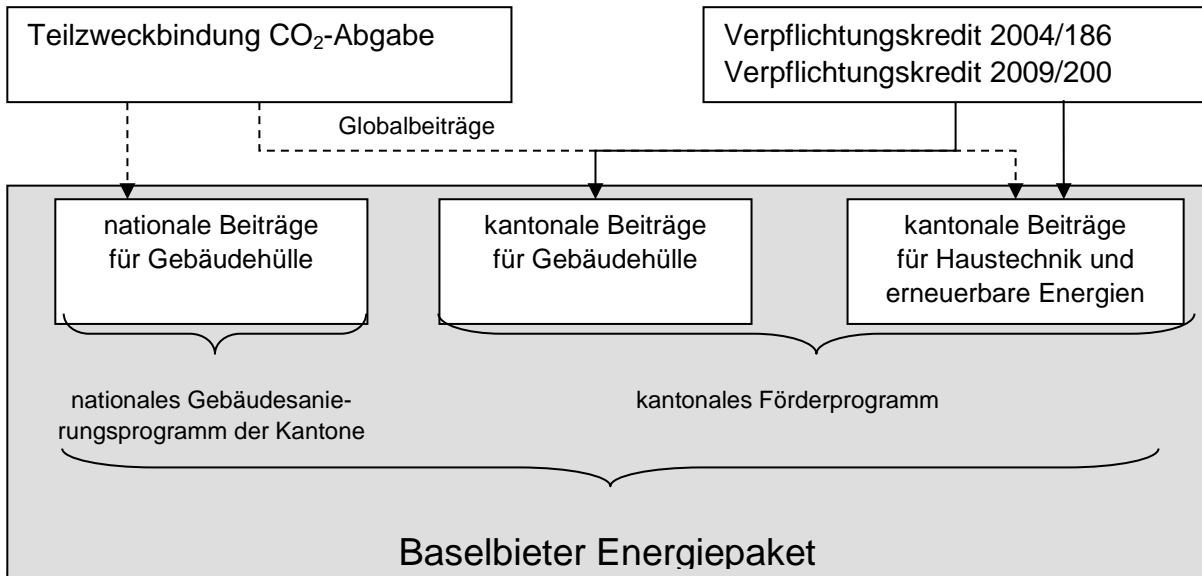 Teilzweckbindung CO₂-Abgabe
Verpflichtungskredit 2004/186
Verpflichtungskredit 2009/200
Globalbeiträge
nationale Beiträge
für Gebäudehülle
kantonale Beiträge
für Gebäudehülle
kantonale Beiträge
für Haustechnik und
erneuerbare Energien
nationales Gebäudesanie-
rungsprogramm der Kantone
kantonales Förderprogramm
Baselbieter Energiepaket